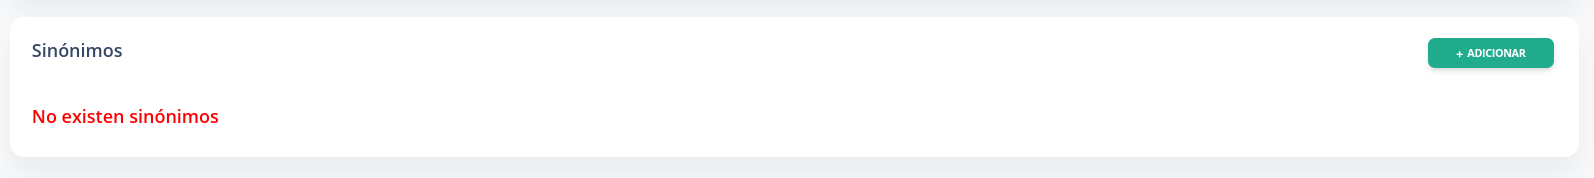 Sinónimos
+ ADICIONAR
No existen sinónimos